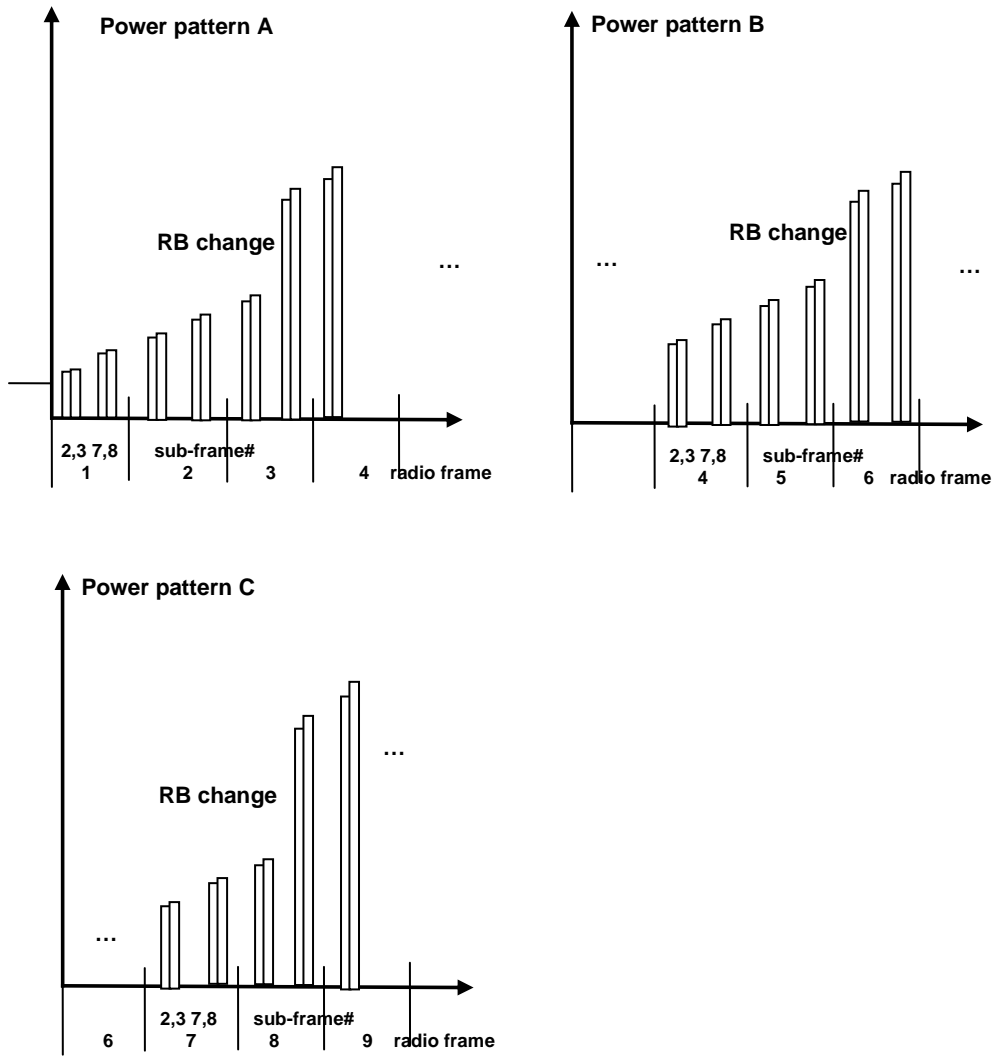 Power pattern A
RB change
...
2,3 7,8 sub-frame#
1 2 3 4 radio frame
Power pattern B
RB change
...
...
2,3 7,8 sub-frame#
4 5 6 radio frame
Power pattern C
RB change
...
...
2,3 7,8 sub-frame#
6 7 8 9 radio frame